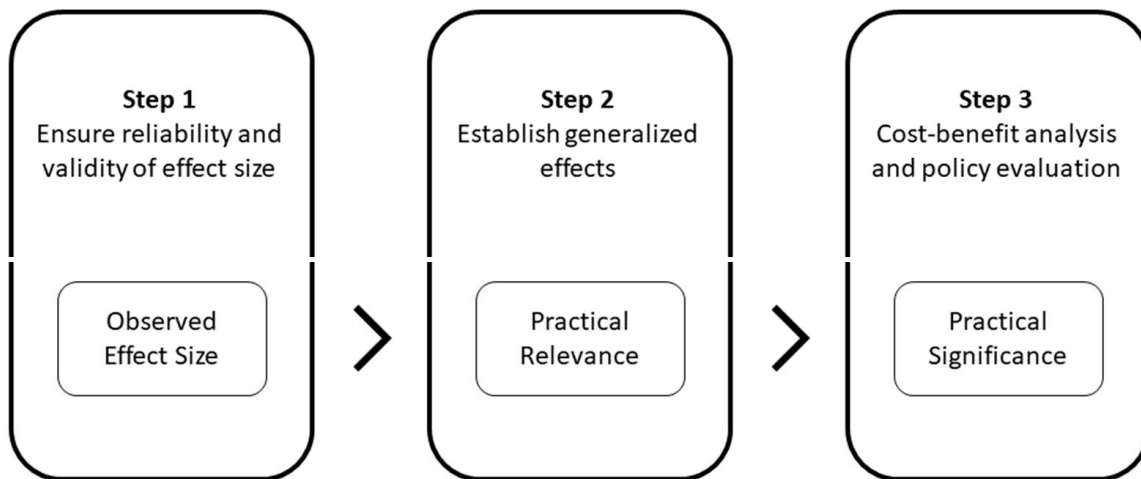 Step 1
Ensure reliability and
validity of effect size
Observed
Effect Size
Step 2
Establish generalized
effects
Practical
Relevance
Step 3
Cost-benefit analysis
and policy evaluation
Practical
Significance